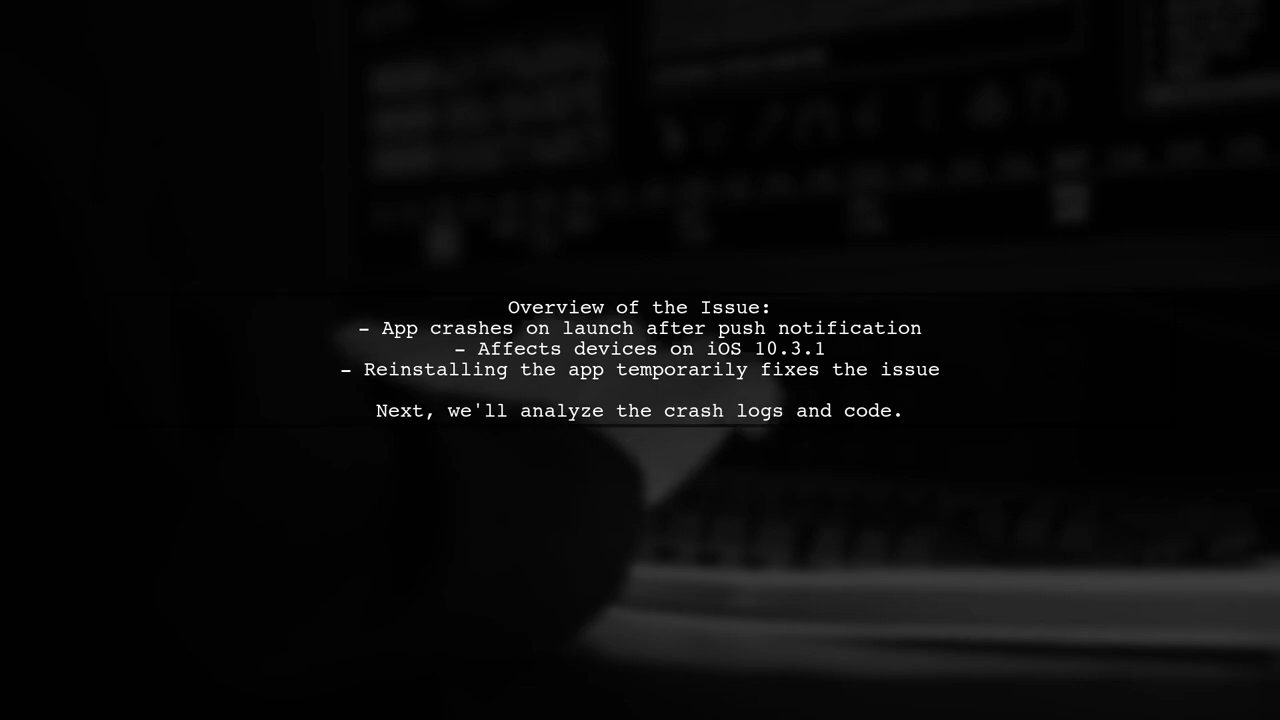 Overview of the Issue:
- App crashes on launch after push notification
- Affects devices on iOS 10.3.1
- Reinstalling the app temporarily fixes the issue
Next, we'll analyze the crash logs and code.